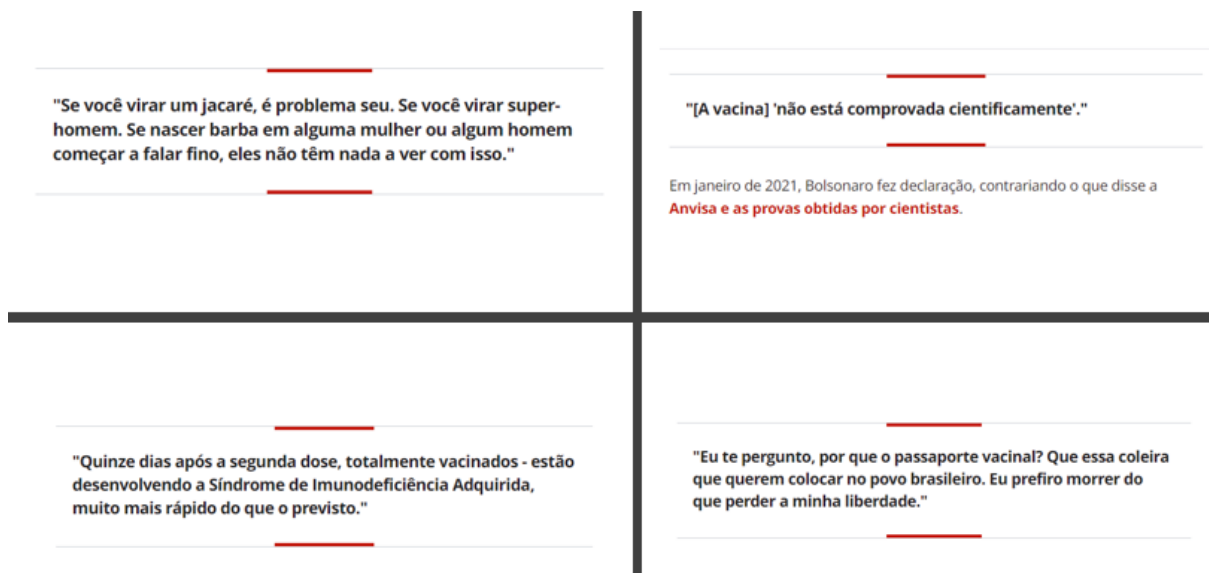 "Se você virar um jacaré, é problema seu. Se você virar super-
homem. Se nascer barba em alguma mulher ou algum homem
começar a falar fino, eles não têm nada a ver com isso."
"[A vacina] 'não está comprovada cientificamente'."
Em janeiro de 2021, Bolsonaro fez declaração, contrariando o que disse a
Anvisa e as provas obtidas por cientistas.
"Quinze dias após a segunda dose, totalmente vacinados - estão
desenvolvendo a Síndrome de Imunodeficiência Adquirida,
muito mais rápido do que o previsto."
"Eu te pergunto, por que o passaporte vacinal? Que essa coleira
que querem colocar no povo brasileiro. Eu prefiro morrer do
que perder a minha liberdade."